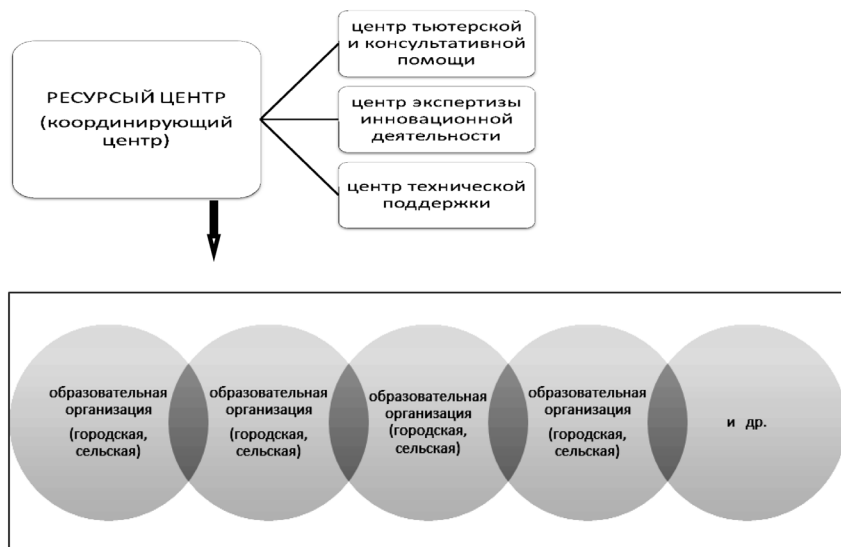 РЕСУРСЫЙ ЦЕНТР
(координирующий
центр)
центр тьютерской
и консультативной
помощи
центр экспертизы
инновационной
деятельности
центр технической
поддержки
образовательная
организация
(городская,
сельская)
образовательная
организация
(городская,
сельская)
образовательная
организация
(городская,
сельская)
образовательная
организация
(городская,
сельская)
и др.